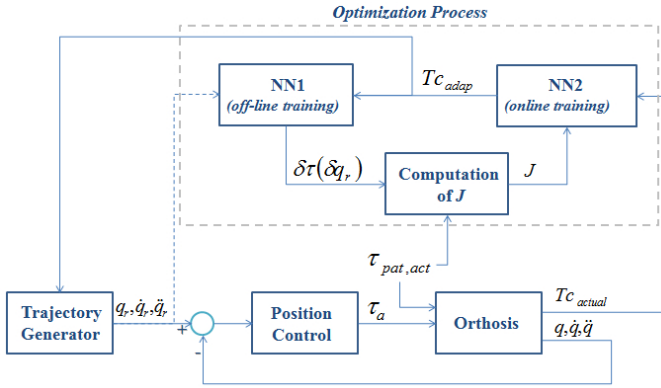 Optimization Process
NN1
(off-line training)
Tc_adap
NN2
(online training)
δτ(δq_r)
Computation
of J
J
τ_pat,act
Trajectory
Generator
q_r, q̇_r, q̈_r
+
-
Position
Control
τ_a
Orthosis
Tc_actual
q, q̇, q̈